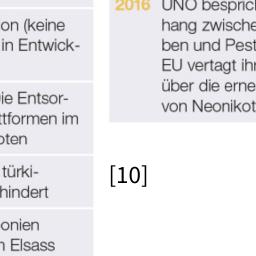 on (keine
in Entwick-
ie Entsor-
ttformen im
oten
türki-
hindert
onien
n Elsass
2016 UNO besprich
hang zwische
ben und Pest
EU vertagt ihr
über die erne
von Neonikot
[10]